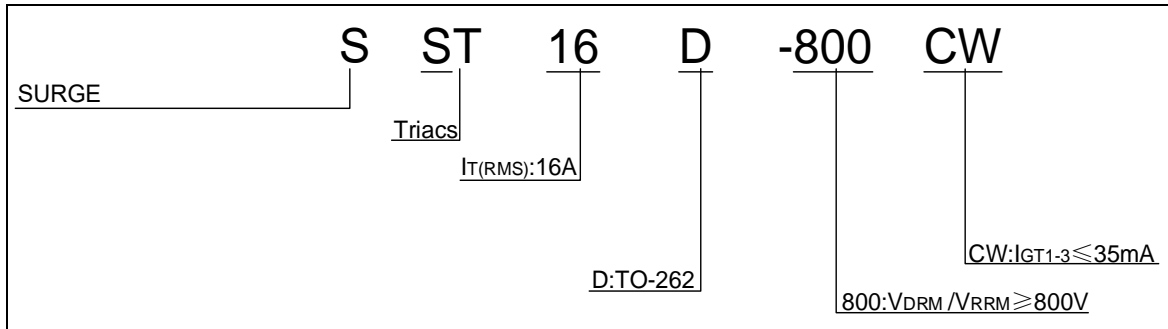 S ST 16 D -800 CW
SURGE
Triacs
IT(RMS):16A
CW:IGT1-3≤35mA
D:TO-262
800:VDRM /VRRM≥800V